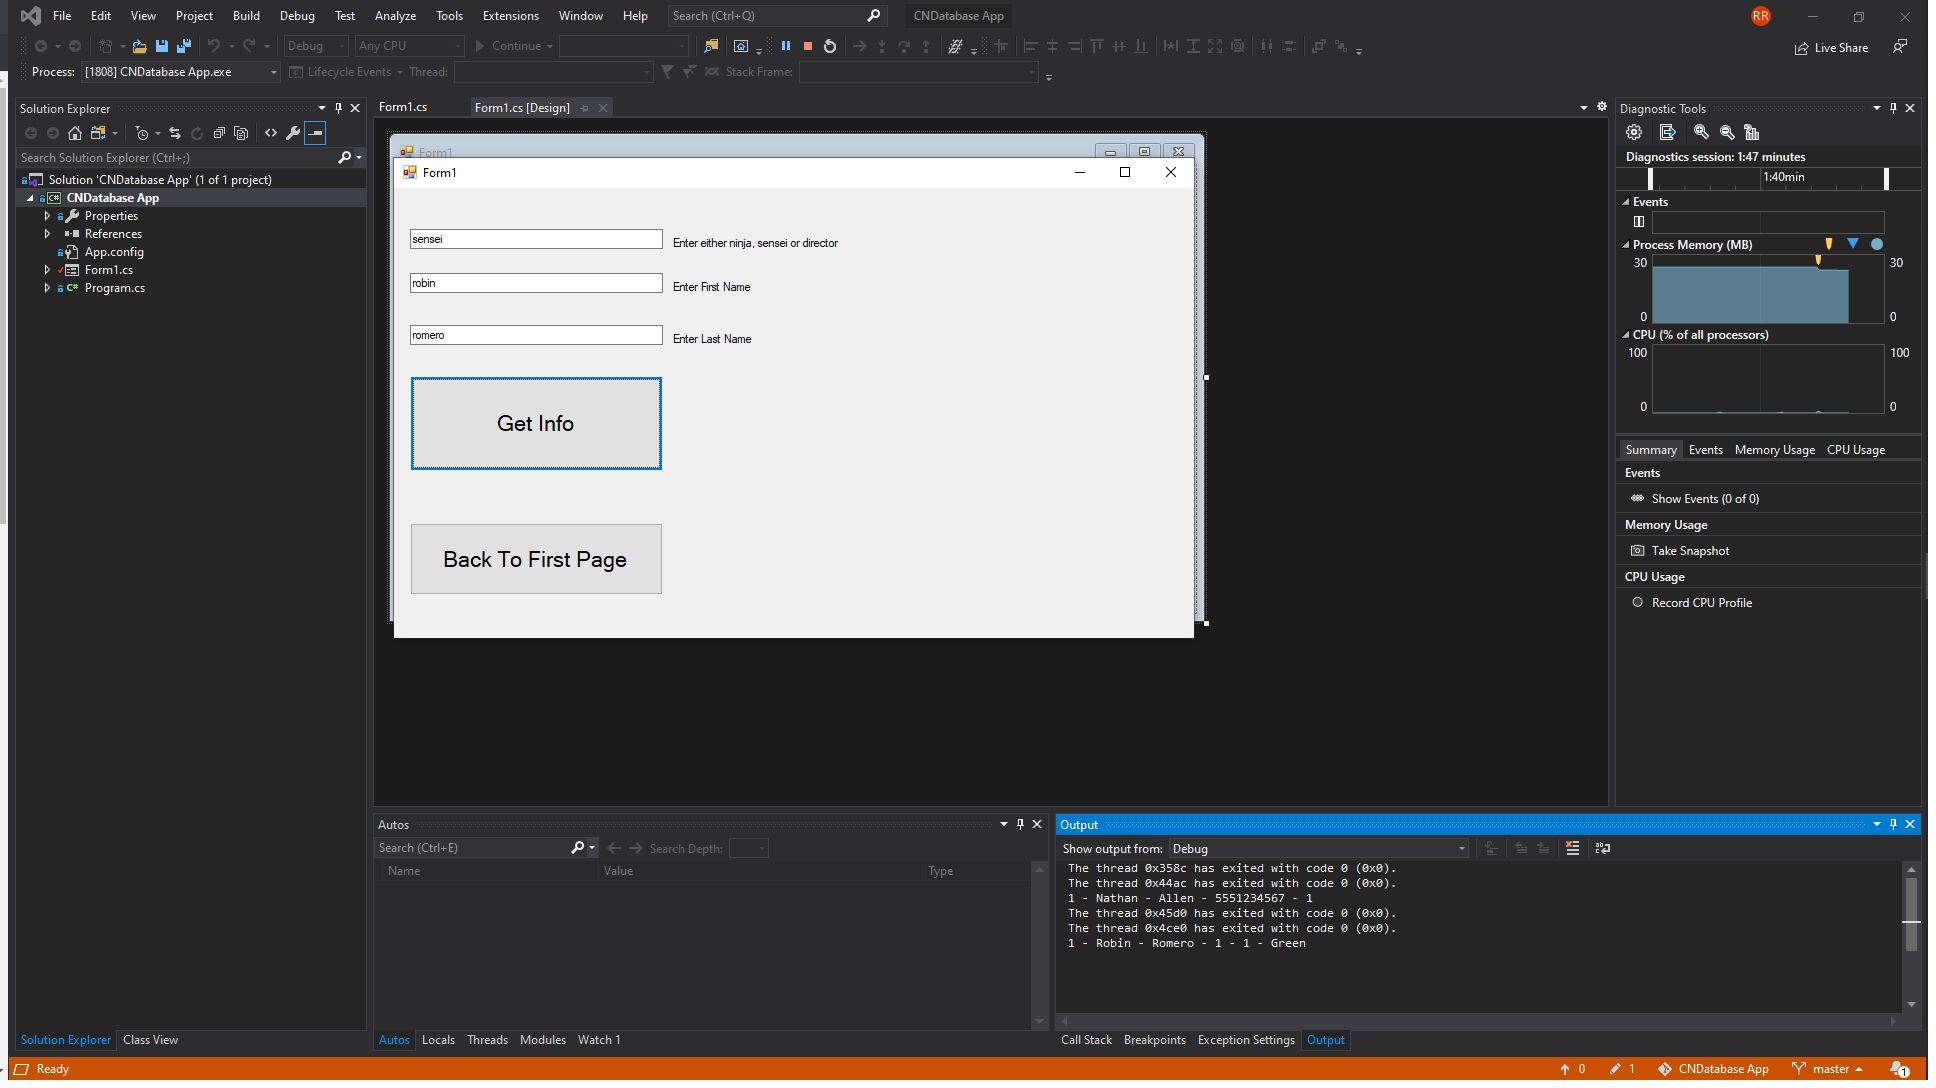 File Edit View Project Build Debug Test Analyze Tools Extensions Window Help Search (Ctrl+Q) CNDatabase App RR
Debug Any CPU Continue Live Share
Process: [1808] CNDatabase App.exe Lifecycle Events Thread: Stack Frame:
Solution Explorer
Search Solution Explorer (Ctrl+;)
Solution 'CNDatabase App' (1 of 1 project)
C# CNDatabase App
Properties
References
App.config
Form1.cs
C# Program.cs
Solution Explorer Class View
Form1.cs Form1.cs [Design]
Form1
Form1
sensei Enter either ninja, sensei or director
robin Enter First Name
romero Enter Last Name
Get Info
Back To First Page
Diagnostic Tools
Diagnostics session: 1:47 minutes
1:40min
Events
Process Memory (MB)
30 30
0 0
CPU (% of all processors)
100 100
0 0
Summary Events Memory Usage CPU Usage
Events
Show Events (0 of 0)
Memory Usage
Take Snapshot
CPU Usage
Record CPU Profile
Autos
Search (Ctrl+E) Search Depth:
Name Value Type
Autos Locals Threads Modules Watch 1
Output
Show output from: Debug
The thread 0x358c has exited with code 0 (0x0).
The thread 0x44ac has exited with code 0 (0x0).
1 - Nathan - Allen - 5551234567 - 1
The thread 0x45d0 has exited with code 0 (0x0).
The thread 0x4ce0 has exited with code 0 (0x0).
1 - Robin - Romero - 1 - 1 - Green
Call Stack Breakpoints Exception Settings Output
Ready 0 1 CNDatabase App master 1